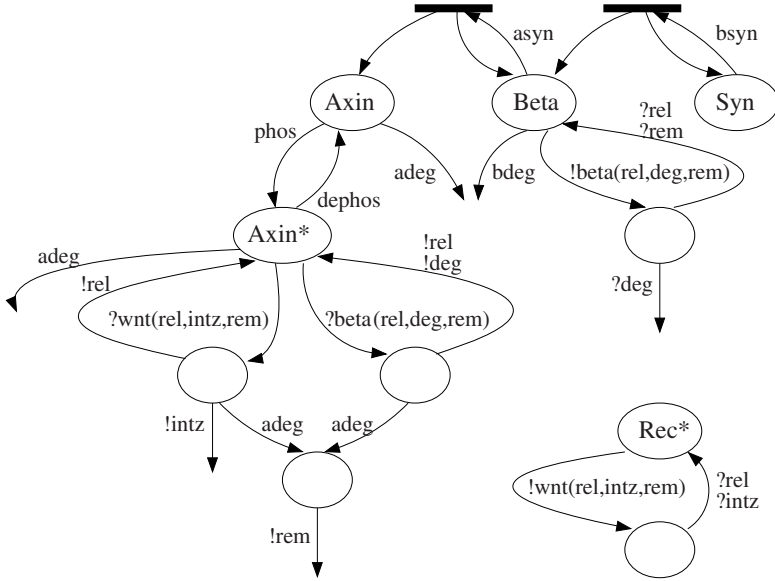 asyn
bsyn
Axin
Beta
Syn
?rel
?rem
phos
adeg
bdeg
!beta(rel,deg,rem)
dephos
Axin*
adeg
!rel
!rel
!deg
?deg
?wnt(rel,intz,rem)
?beta(rel,deg,rem)
!intz
adeg
adeg
Rec*
?rel
?intz
!wnt(rel,intz,rem)
!rem